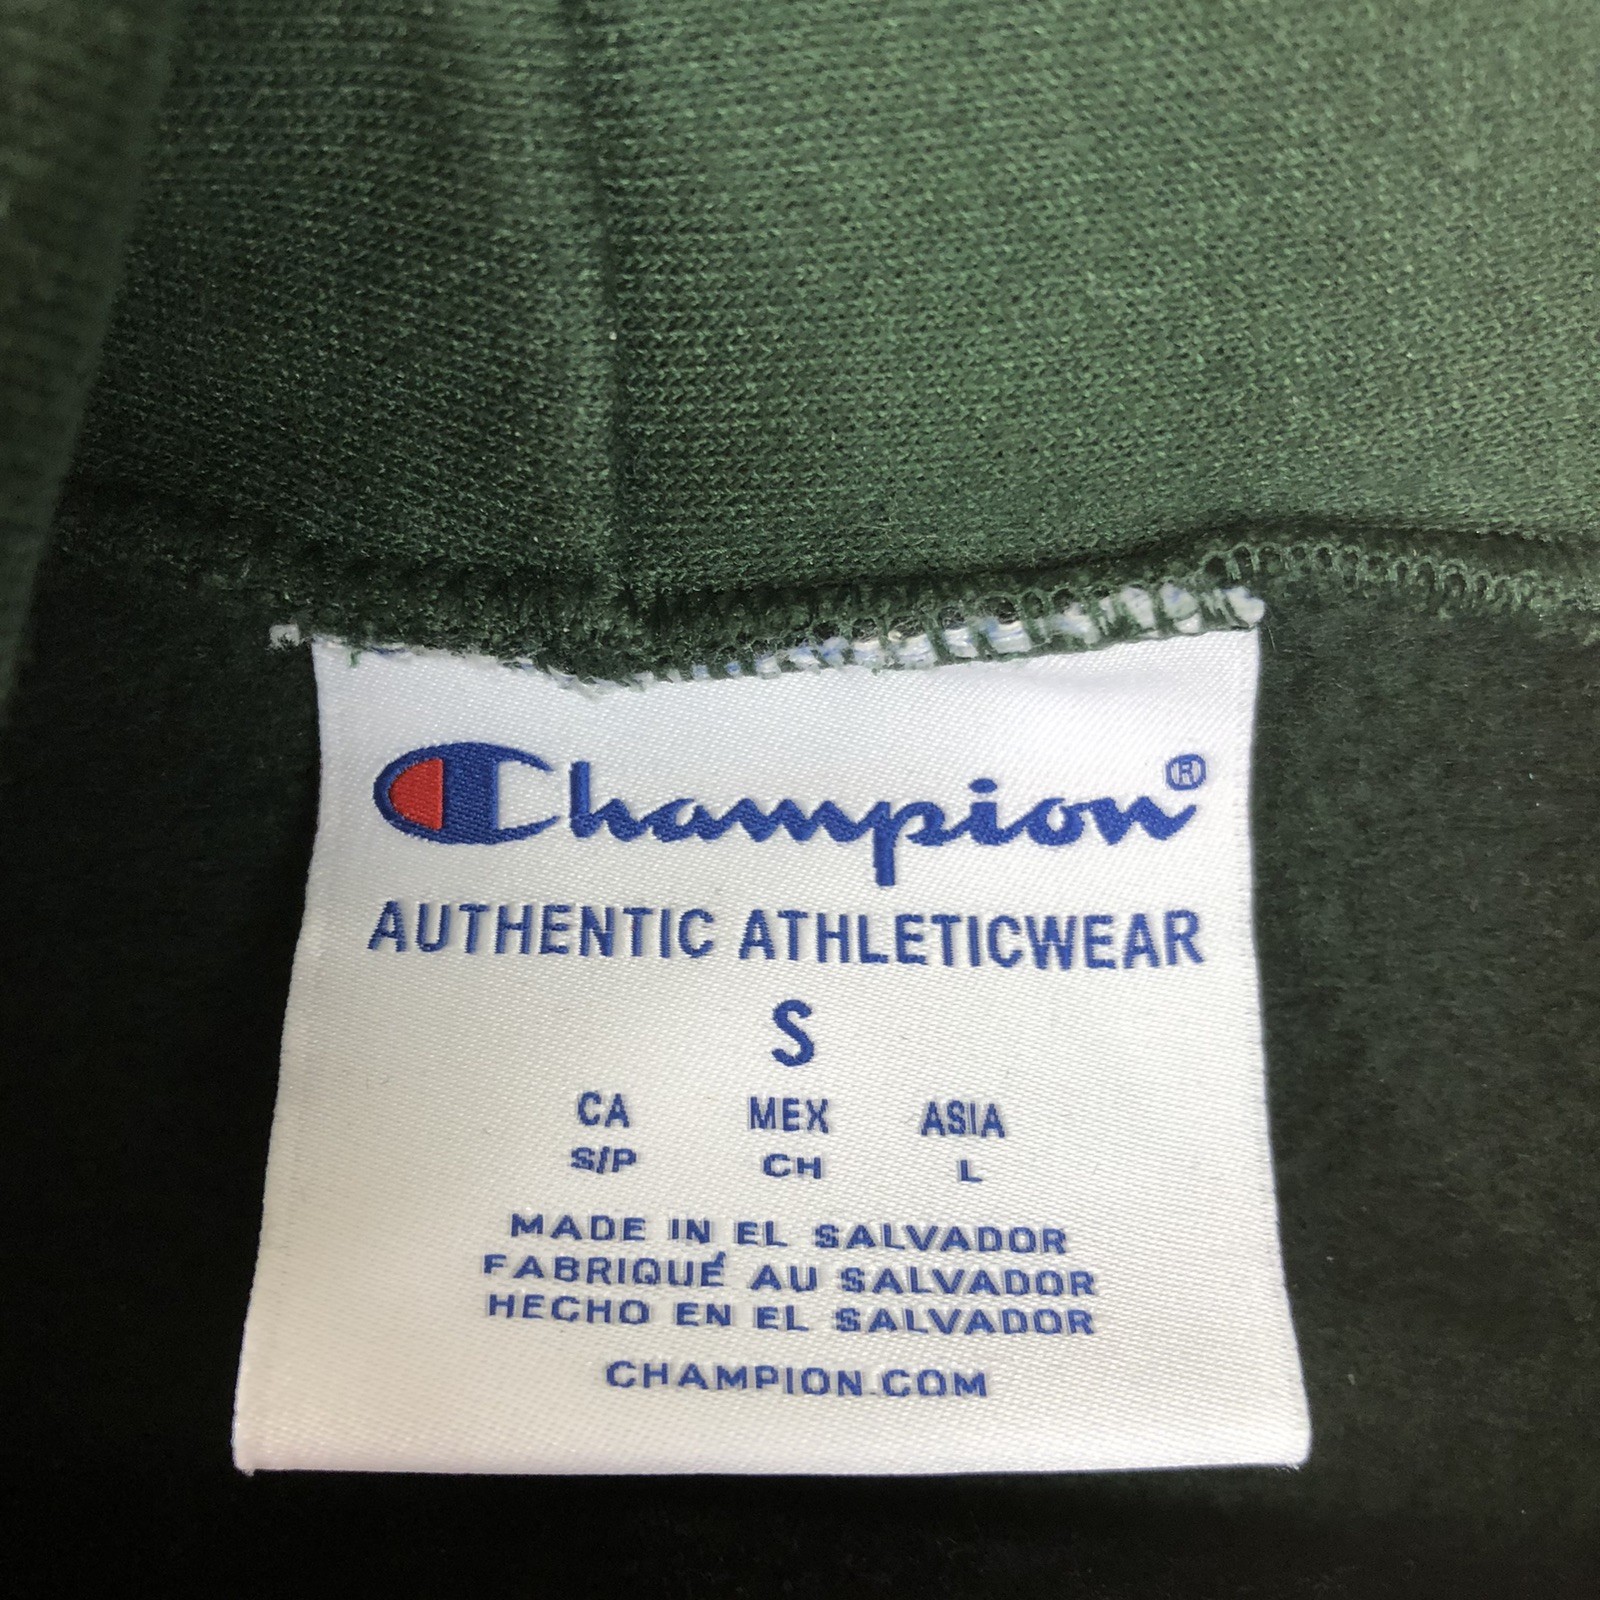 Champion®
AUTHENTIC ATHLETICWEAR
S
CA MEX ASIA
S/P CH L
MADE IN EL SALVADOR
FABRIQUÉ AU SALVADOR
HECHO EN EL SALVADOR
CHAMPION.COM